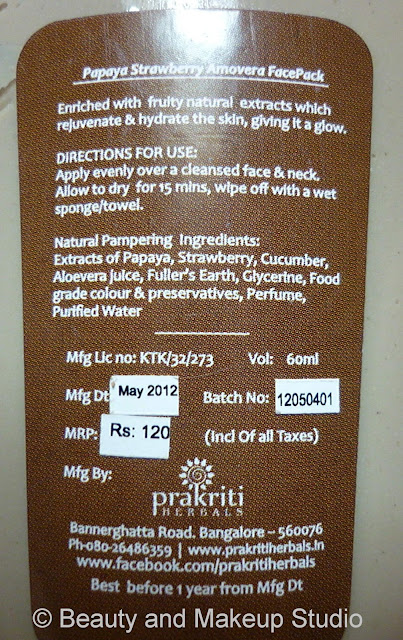 Papaya Strawberry Amovera FacePack
Enriched with fruity natural extracts which
rejuvenate & hydrate the skin, giving it a glow.
DIRECTIONS FOR USE:
Apply evenly over a cleansed face & neck.
Allow to dry for 15 mins, wipe off with a wet
sponge/towel.
Natural Pampering Ingredients:
Extracts of Papaya, Strawberry, Cucumber,
Aloevera Juice, Fuller's Earth, Glycerine, Food
grade colour & preservatives, Perfume,
Purified Water
Mfg Lic no: KTK/32/273 Vol: 60ml
Mfg Dt: May 2012 Batch No: 12050401
MRP: Rs: 120 (Incl Of all Taxes)
Mfg By:
prakriti
HERBALS
Bannerghatta Road. Bangalore – 560076
Ph-080-26486359 | www.prakritiherbals.in
www.facebook.com/prakritiherbals
Best before 1 year from Mfg Dt
© Beauty and Makeup Studio